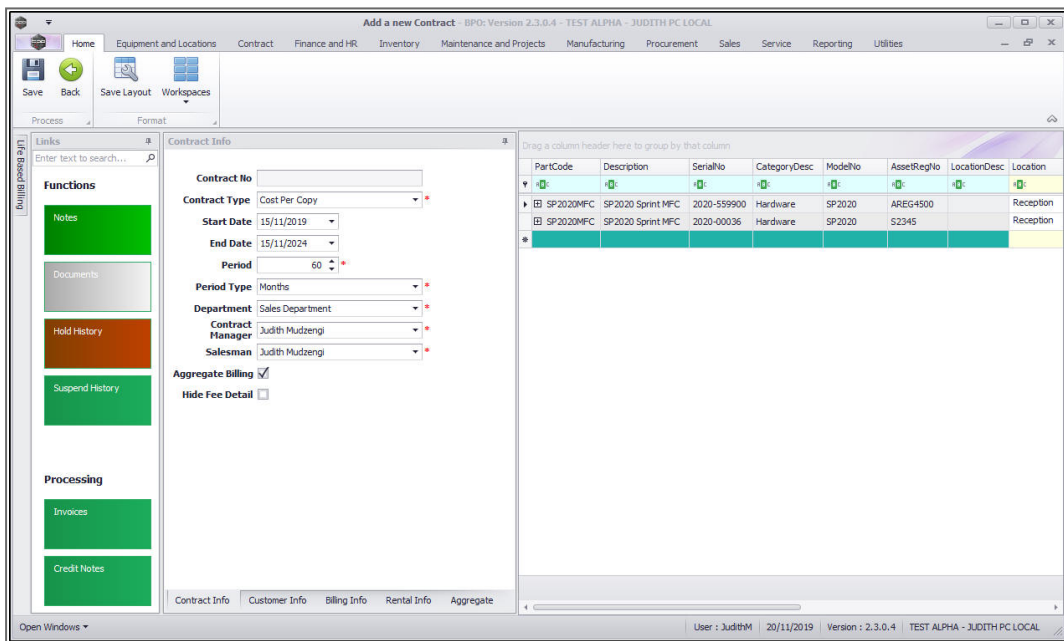 Add a new Contract - BPO: Version 2.3.0.4 - TEST ALPHA - JUDITH PC LOCAL
Home Equipment and Locations Contract Finance and HR Inventory Maintenance and Projects Manufacturing Procurement Sales Service Reporting Utilities
Save Back Save Layout Workspaces
Process Format
Life Based Billing
Links
Enter text to search...
Functions
Notes
Documents
Hold History
Suspend History
Processing
Invoices
Credit Notes
Contract Info
Contract No
Contract Type Cost Per Copy *
Start Date 15/11/2019
End Date 15/11/2024
Period 60 *
Period Type Months *
Department Sales Department *
Contract Manager Judith Mudzengi *
Salesman Judith Mudzengi *
Aggregate Billing
Hide Fee Detail
Contract Info Customer Info Billing Info Rental Info Aggregate
Drag a column header here to group by that column
PartCode Description SerialNo CategoryDesc ModelNo AssetRegNo LocationDesc Location
SP2020MFC SP2020 Sprint MFC 2020-559900 Hardware SP2020 AREG4500 Reception
SP2020MFC SP2020 Sprint MFC 2020-00036 Hardware SP2020 S2345 Reception
Open Windows User : JudithM 20/11/2019 Version : 2.3.0.4 TEST ALPHA - JUDITH PC LOCAL